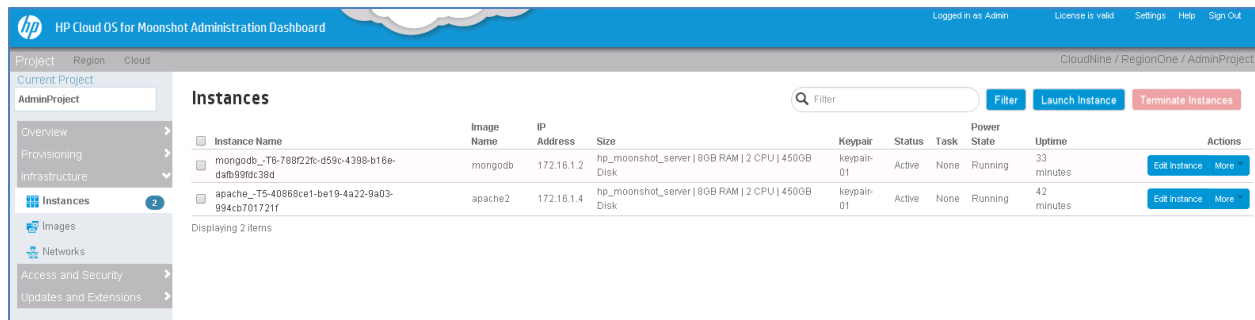 hp HP Cloud OS for Moonshot Administration Dashboard Logged in as Admin License is valid Settings Help Sign Out
Project Region Cloud CloudNine / RegionOne / AdminProject
Current Project
AdminProject
Overview
Provisioning
Infrastructure
Instances 2
Images
Networks
Access and Security
Updates and Extensions
Instances Filter Filter Launch Instance Terminate Instances
Instance Name Image Name IP Address Size Keypair Status Task Power State Uptime Actions
mongodb_-T6-788f22fc-d59c-4398-b16e-dafb99fdc38d mongodb 172.16.1.2 hp_moonshot_server | 8GB RAM | 2 CPU | 450GB Disk keypair-01 Active None Running 33 minutes Edit Instance More
apache_-T5-40868ce1-be19-4a22-9a03-994cb701721f apache2 172.16.1.4 hp_moonshot_server | 8GB RAM | 2 CPU | 450GB Disk keypair-01 Active None Running 42 minutes Edit Instance More
Displaying 2 items